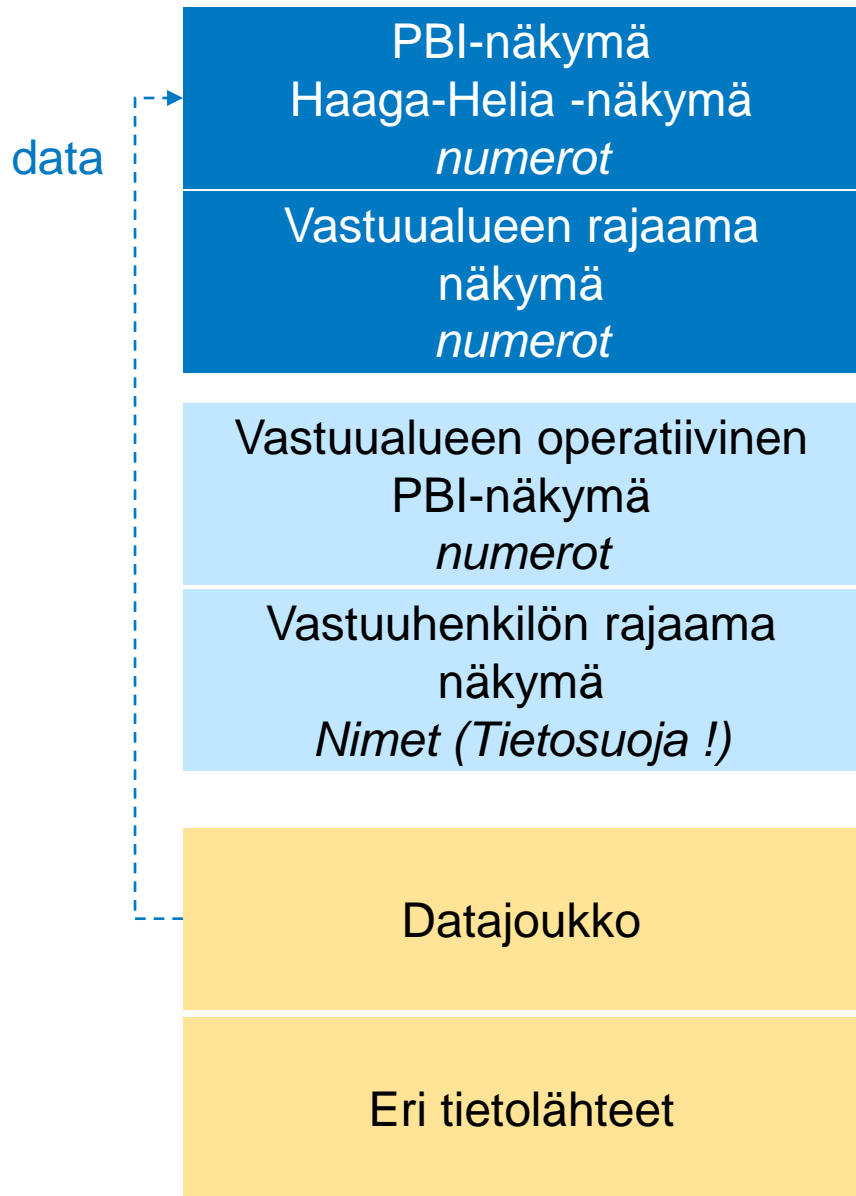 PBI-näkymä
Haaga-Helia -näkymä
numerot
data
Vastuualueen rajaama
näkymä
numerot
Vastuualueen operatiivinen
PBI-näkymä
numerot
Vastuuhenkilön rajaama
näkymä
Nimet (Tietosuoja !)
Datajoukko
Eri tietolähteet